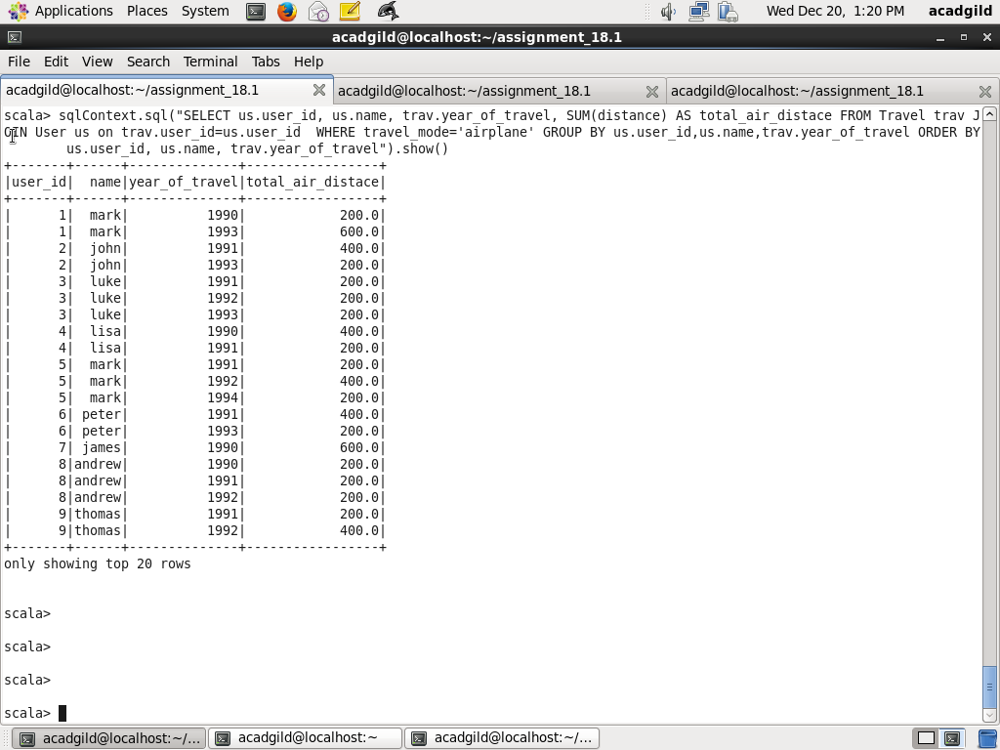 Applications Places System Wed Dec 20, 1:20 PM acadgild
acadgild@localhost:~/assignment_18.1
File Edit View Search Terminal Tabs Help
acadgild@localhost:~/assignment_18.1 acadgild@localhost:~/assignment_18.1 acadgild@localhost:~/assignment_18.1
scala> sqlContext.sql("SELECT us.user_id, us.name, trav.year_of_travel, SUM(distance) AS total_air_distace FROM Travel trav J
OIN User us on trav.user_id=us.user_id  WHERE travel_mode='airplane' GROUP BY us.user_id,us.name,trav.year_of_travel ORDER BY
        us.user_id, us.name, trav.year_of_travel").show()
+-------+------+--------------+-----------------+
|user_id|  name|year_of_travel|total_air_distace|
+-------+------+--------------+-----------------+
|      1|  mark|          1990|            200.0|
|      1|  mark|          1993|            600.0|
|      2|  john|          1991|            400.0|
|      2|  john|          1993|            200.0|
|      3|  luke|          1991|            200.0|
|      3|  luke|          1992|            200.0|
|      3|  luke|          1993|            200.0|
|      4|  lisa|          1990|            400.0|
|      4|  lisa|          1991|            200.0|
|      5|  mark|          1991|            200.0|
|      5|  mark|          1992|            400.0|
|      5|  mark|          1994|            200.0|
|      6| peter|          1991|            400.0|
|      6| peter|          1993|            200.0|
|      7| james|          1990|            600.0|
|      8|andrew|          1990|            200.0|
|      8|andrew|          1991|            200.0|
|      8|andrew|          1992|            200.0|
|      9|thomas|          1991|            200.0|
|      9|thomas|          1992|            400.0|
+-------+------+--------------+-----------------+
only showing top 20 rows
scala>
scala>
scala>
scala>
acadgild@localhost:~/... acadgild@localhost:~ acadgild@localhost:~/...